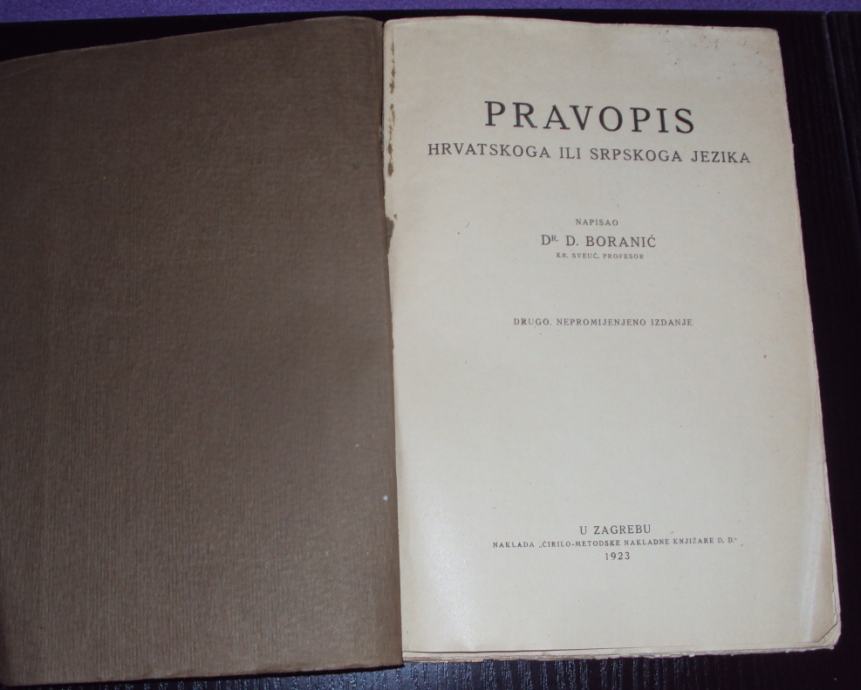 PRAVOPIS
HRVATSKOGA ILI SRPSKOGA JEZIKA
NAPISAO
DR. D. BORANIĆ
KR. SVEUČ. PROFESOR
DRUGO, NEPROMIJENJENO IZDANJE
U ZAGREBU
NAKLADA „ĆIRILO-METODSKE NAKLADNE KNJIŽARE D. D.“
1923